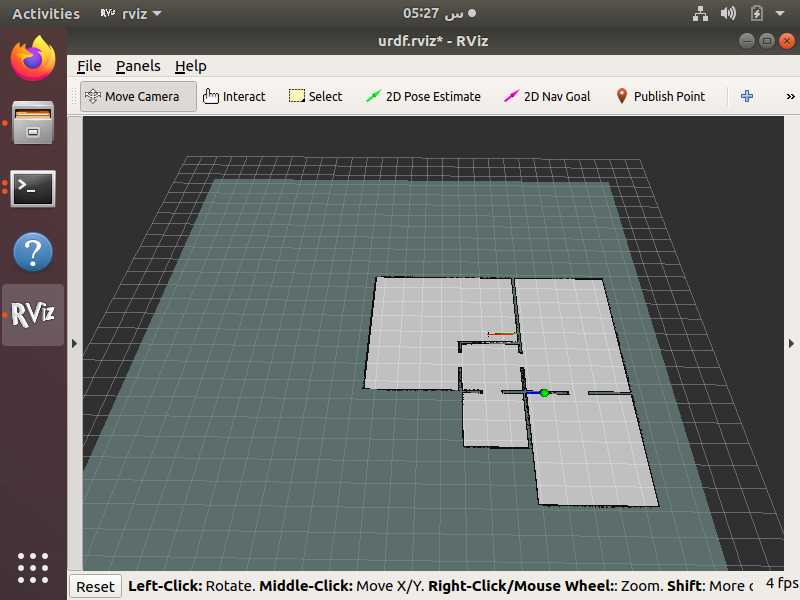 Activities RViz rviz 05:27 س
urdf.rviz* - RViz
File Panels Help
Move Camera Interact Select 2D Pose Estimate 2D Nav Goal Publish Point »
RViz
Reset Left-Click: Rotate. Middle-Click: Move X/Y. Right-Click/Mouse Wheel:: Zoom. Shift: More 4 fps